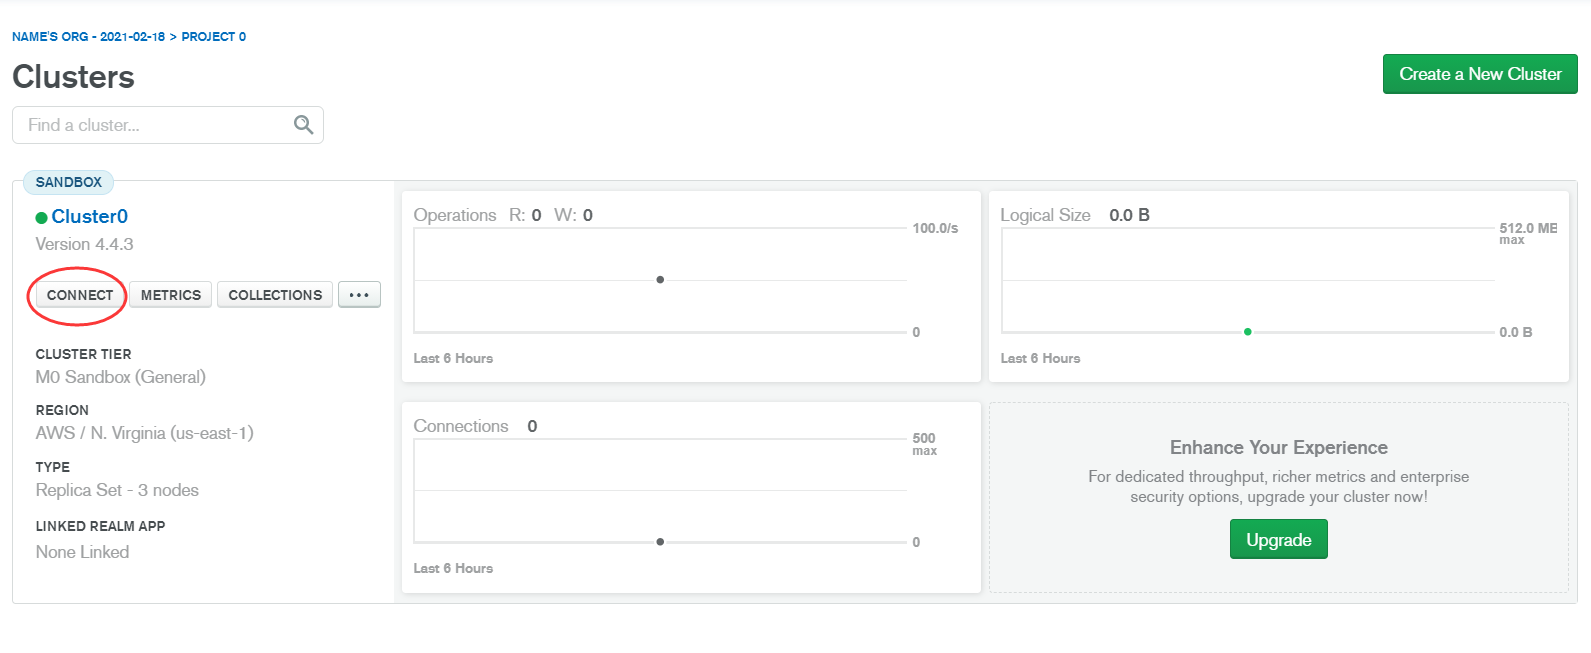 NAME'S ORG - 2021-02-18 > PROJECT 0
Clusters
Create a New Cluster
Find a cluster...
SANDBOX
Cluster0
Version 4.4.3
CONNECT
METRICS
COLLECTIONS
...
CLUSTER TIER
M0 Sandbox (General)
REGION
AWS / N. Virginia (us-east-1)
TYPE
Replica Set - 3 nodes
LINKED REALM APP
None Linked
Operations R: 0 W: 0
100.0/s
0
Last 6 Hours
Logical Size 0.0 B
512.0 MB
max
0.0 B
Last 6 Hours
Connections 0
500
max
0
Last 6 Hours
Enhance Your Experience
For dedicated throughput, richer metrics and enterprise
security options, upgrade your cluster now!
Upgrade